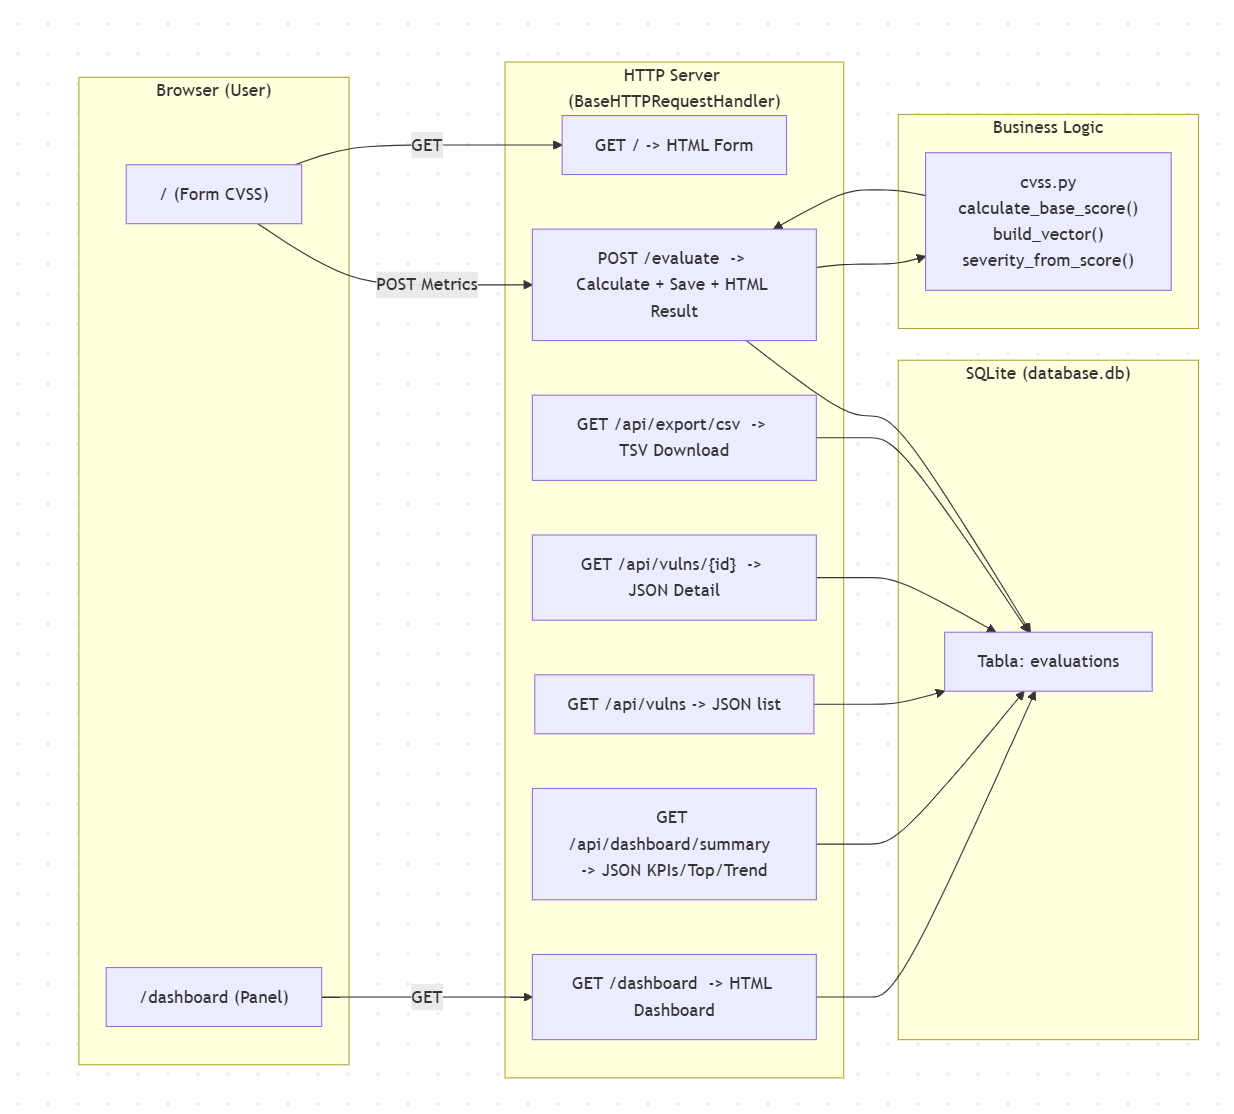 Browser (User)
/ (Form CVSS)
/dashboard (Panel)
GET
POST Metrics
GET
HTTP Server
(BaseHTTPRequestHandler)
GET / -> HTML Form
POST /evaluate ->
Calculate + Save + HTML
Result
GET /api/export/csv ->
TSV Download
GET /api/vulns/{id} ->
JSON Detail
GET /api/vulns -> JSON list
GET
/api/dashboard/summary
-> JSON KPIs/Top/Trend
GET /dashboard -> HTML
Dashboard
Business Logic
cvss.py
calculate_base_score()
build_vector()
severity_from_score()
SQLite (database.db)
Tabla: evaluations